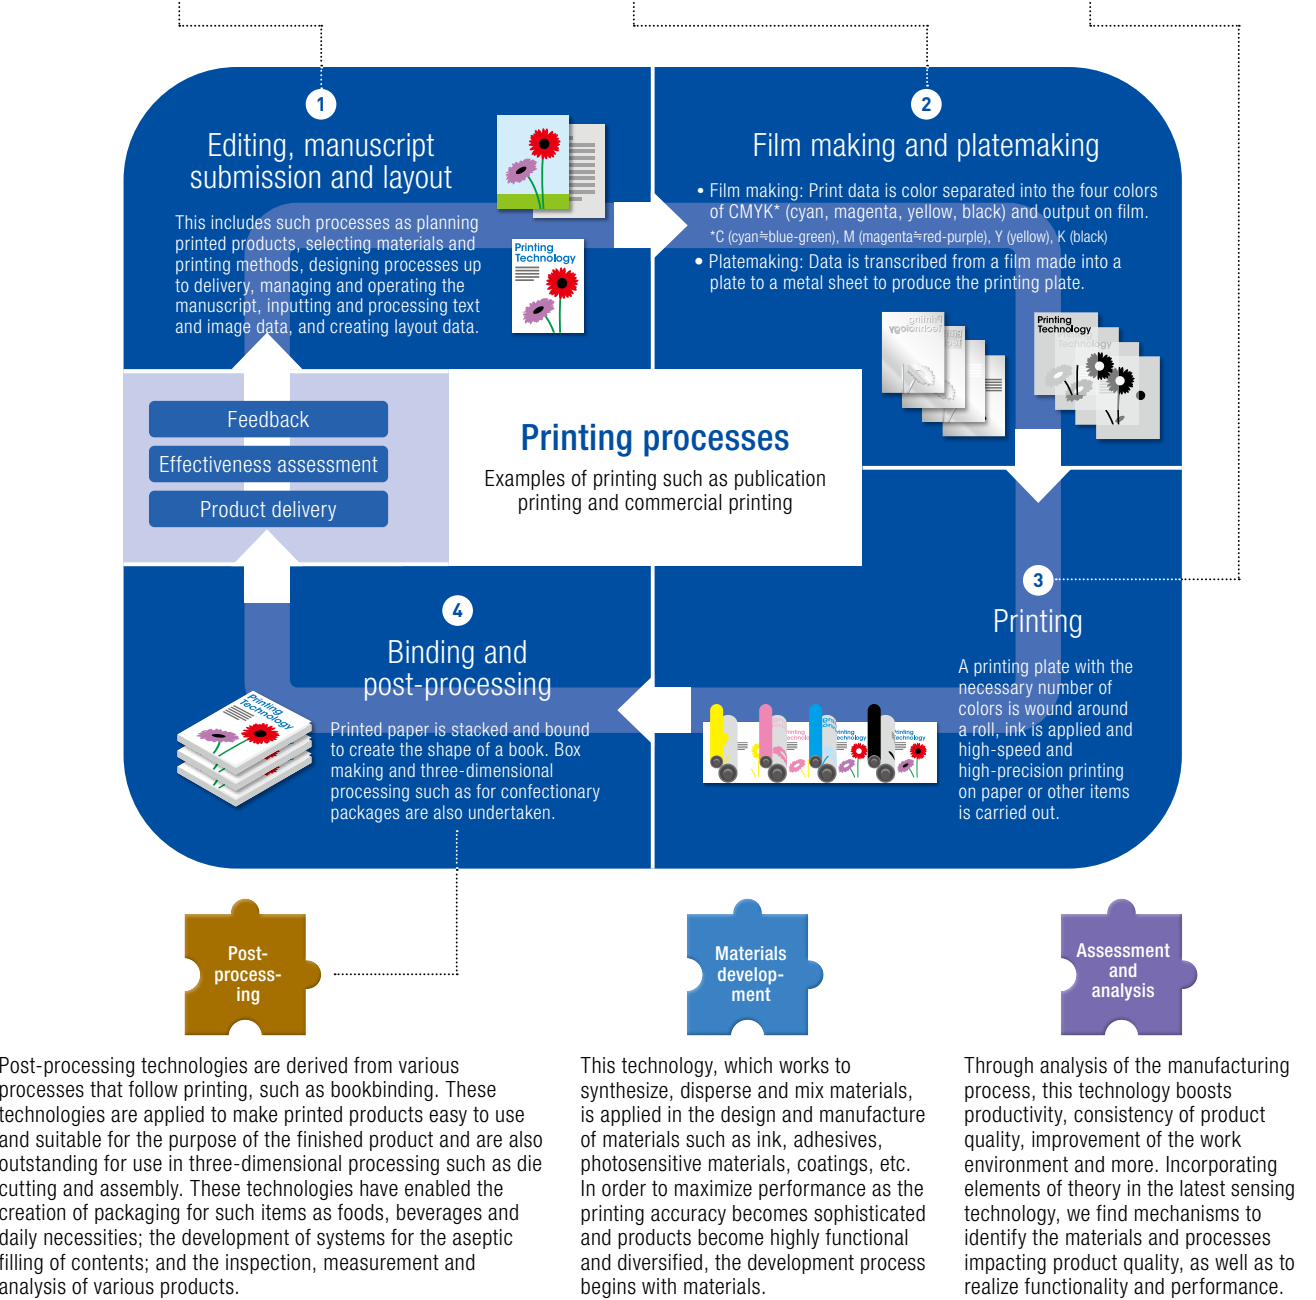 1
Editing, manuscript
submission and layout
This includes such processes as planning
printed products, selecting materials and
printing methods, designing processes up
to delivery, managing and operating the
manuscript, inputting and processing text
and image data, and creating layout data.
Printing
Technology
2
Film making and platemaking
• Film making: Print data is color separated into the four colors
of CMYK* (cyan, magenta, yellow, black) and output on film.
*C (cyan≒blue-green), M (magenta≒red-purple), Y (yellow), K (black)
• Platemaking: Data is transcribed from a film made into a
plate to a metal sheet to produce the printing plate.
Printing
Technology
Printing
Technology
Technology
Feedback
Effectiveness assessment
Product delivery
Printing processes
Examples of printing such as publication
printing and commercial printing
3
Printing
A printing plate with the
necessary number of
colors is wound around
a roll, ink is applied and
high-speed and
high-precision printing
on paper or other items
is carried out.
4
Binding and
post-processing
Printed paper is stacked and bound
to create the shape of a book. Box
making and three-dimensional
processing such as for confectionary
packages are also undertaken.
Printing
Technology
Post-
process-
ing
Materials
develop-
ment
Assessment
and
analysis
Post-processing technologies are derived from various
processes that follow printing, such as bookbinding. These
technologies are applied to make printed products easy to use
and suitable for the purpose of the finished product and are also
outstanding for use in three-dimensional processing such as die
cutting and assembly. These technologies have enabled the
creation of packaging for such items as foods, beverages and
daily necessities; the development of systems for the aseptic
filling of contents; and the inspection, measurement and
analysis of various products.
This technology, which works to
synthesize, disperse and mix materials,
is applied in the design and manufacture
of materials such as ink, adhesives,
photosensitive materials, coatings, etc.
In order to maximize performance as the
printing accuracy becomes sophisticated
and products become highly functional
and diversified, the development process
begins with materials.
Through analysis of the manufacturing
process, this technology boosts
productivity, consistency of product
quality, improvement of the work
environment and more. Incorporating
elements of theory in the latest sensing
technology, we find mechanisms to
identify the materials and processes
impacting product quality, as well as to
realize functionality and performance.